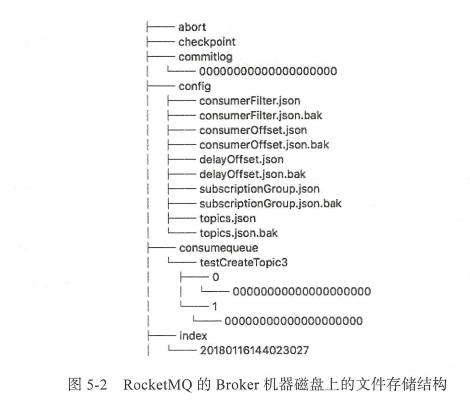 abort
checkpoint
commitlog
00000000000000000000
config
consumerFilter.json
consumerFilter.json.bak
consumerOffset.json
consumerOffset.json.bak
delayOffset.json
delayOffset.json.bak
subscriptionGroup.json
subscriptionGroup.json.bak
topics.json
topics.json.bak
consumequeue
testCreateTopic3
0
00000000000000000000
1
00000000000000000000
index
20180116144023027
图 5-2 RocketMQ 的 Broker 机器磁盘上的文件存储结构